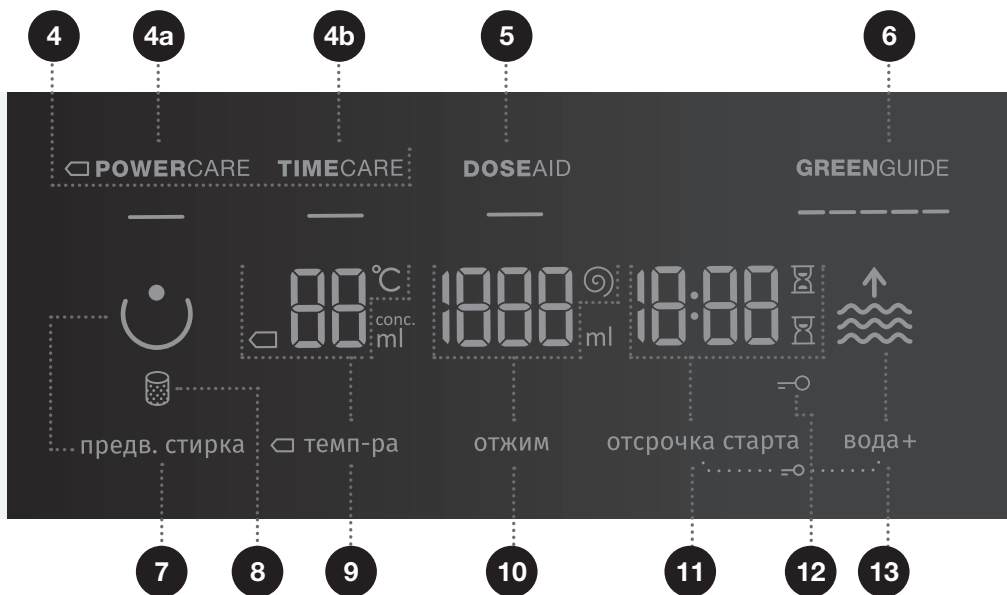 4 4a 4b 5 6
POWERCARE TIMECARE DOSEAID GREENGUIDE
88 °C 1888 18:88
conc.
ml ml
предв. стирка темп-ра отжим отсрочка старта вода+
7 8 9 10 11 12 13